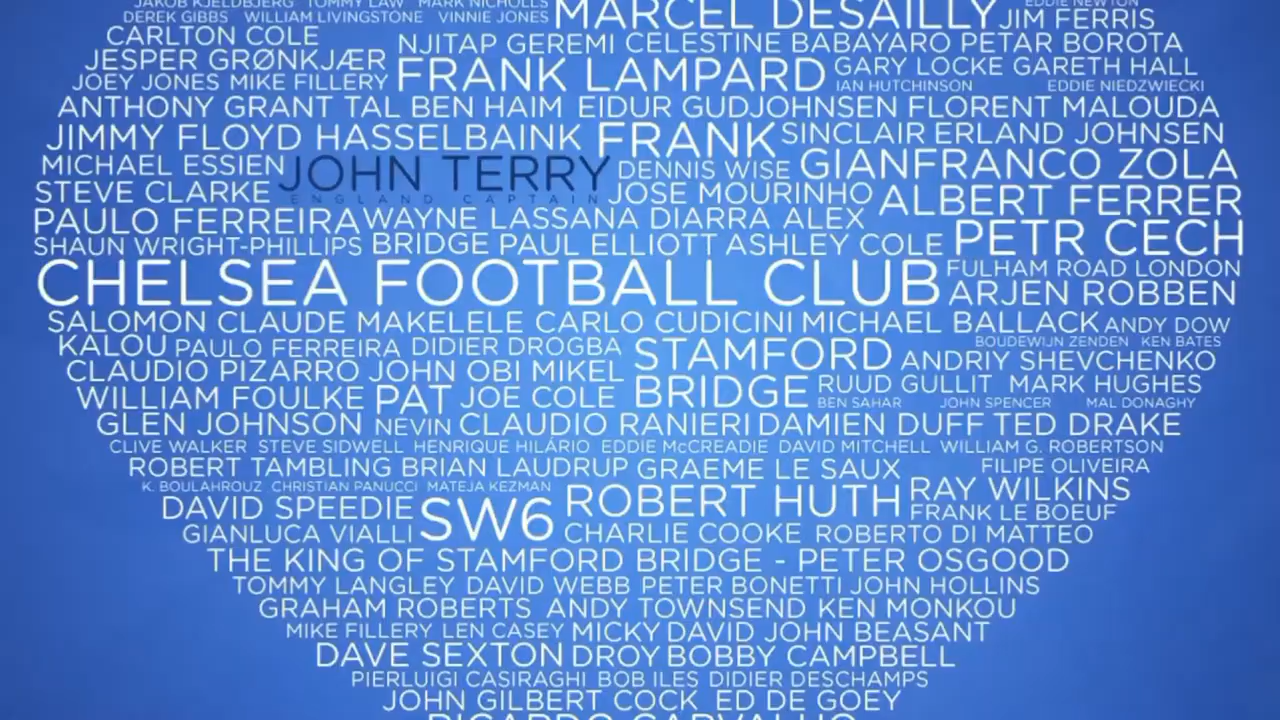 JAKOB KJELDBJERG TOMMY LAW MARK NICHOLLS MARCEL DESAILLY EDDIE NEWTON
DEREK GIBBS WILLIAM LIVINGSTONE VINNIE JONES JIM FERRIS
CARLTON COLE NJITAP GEREMI CELESTINE BABAYARO PETAR BOROTA
JESPER GRØNKJÆR FRANK LAMPARD GARY LOCKE GARETH HALL
JOEY JONES MIKE FILLERY IAN HUTCHINSON EDDIE NIEDZWIECKI
ANTHONY GRANT TAL BEN HAIM EIDUR GUDJOHNSEN FLORENT MALOUDA
JIMMY FLOYD HASSELBAINK FRANK SINCLAIR ERLAND JOHNSEN
MICHAEL ESSIEN JOHN TERRY DENNIS WISE GIANFRANCO ZOLA
STEVE CLARKE ENGLAND CAPTAIN JOSE MOURINHO ALBERT FERRER
PAULO FERREIRA WAYNE LASSANA DIARRA ALEX
SHAUN WRIGHT-PHILLIPS BRIDGE PAUL ELLIOTT ASHLEY COLE PETR CECH
CHELSEA FOOTBALL CLUB FULHAM ROAD LONDON
ARJEN ROBBEN
SALOMON CLAUDE MAKELELE CARLO CUDICINI MICHAEL BALLACK ANDY DOW
KALOU PAULO FERREIRA DIDIER DROGBA STAMFORD BOUDEWIJN ZENDEN KEN BATES
CLAUDIO PIZARRO JOHN OBI MIKEL ANDRIY SHEVCHENKO
WILLIAM FOULKE PAT JOE COLE BRIDGE RUUD GULLIT MARK HUGHES
BEN SAHAR JOHN SPENCER MAL DONAGHY
GLEN JOHNSON NEVIN CLAUDIO RANIERI DAMIEN DUFF TED DRAKE
CLIVE WALKER STEVE SIDWELL HENRIQUE HILÁRIO EDDIE McCREADIE DAVID MITCHELL WILLIAM G. ROBERTSON
ROBERT TAMBLING BRIAN LAUDRUP GRAEME LE SAUX FILIPE OLIVEIRA
K. BOULAHROUZ CHRISTIAN PANUCCI MATEJA KEZMAN ROBERT HUTH RAY WILKINS
DAVID SPEEDIE SW6 FRANK LE BOEUF
GIANLUCA VIALLI CHARLIE COOKE ROBERTO DI MATTEO
THE KING OF STAMFORD BRIDGE - PETER OSGOOD
TOMMY LANGLEY DAVID WEBB PETER BONETTI JOHN HOLLINS
GRAHAM ROBERTS ANDY TOWNSEND KEN MONKOU
MIKE FILLERY LEN CASEY MICKY DAVID JOHN BEASANT
DAVE SEXTON DROY BOBBY CAMPBELL
PIERLUIGI CASIRAGHI BOB ILES DIDIER DESCHAMPS
JOHN GILBERT COCK ED DE GOEY
RICARDO CARVALHO